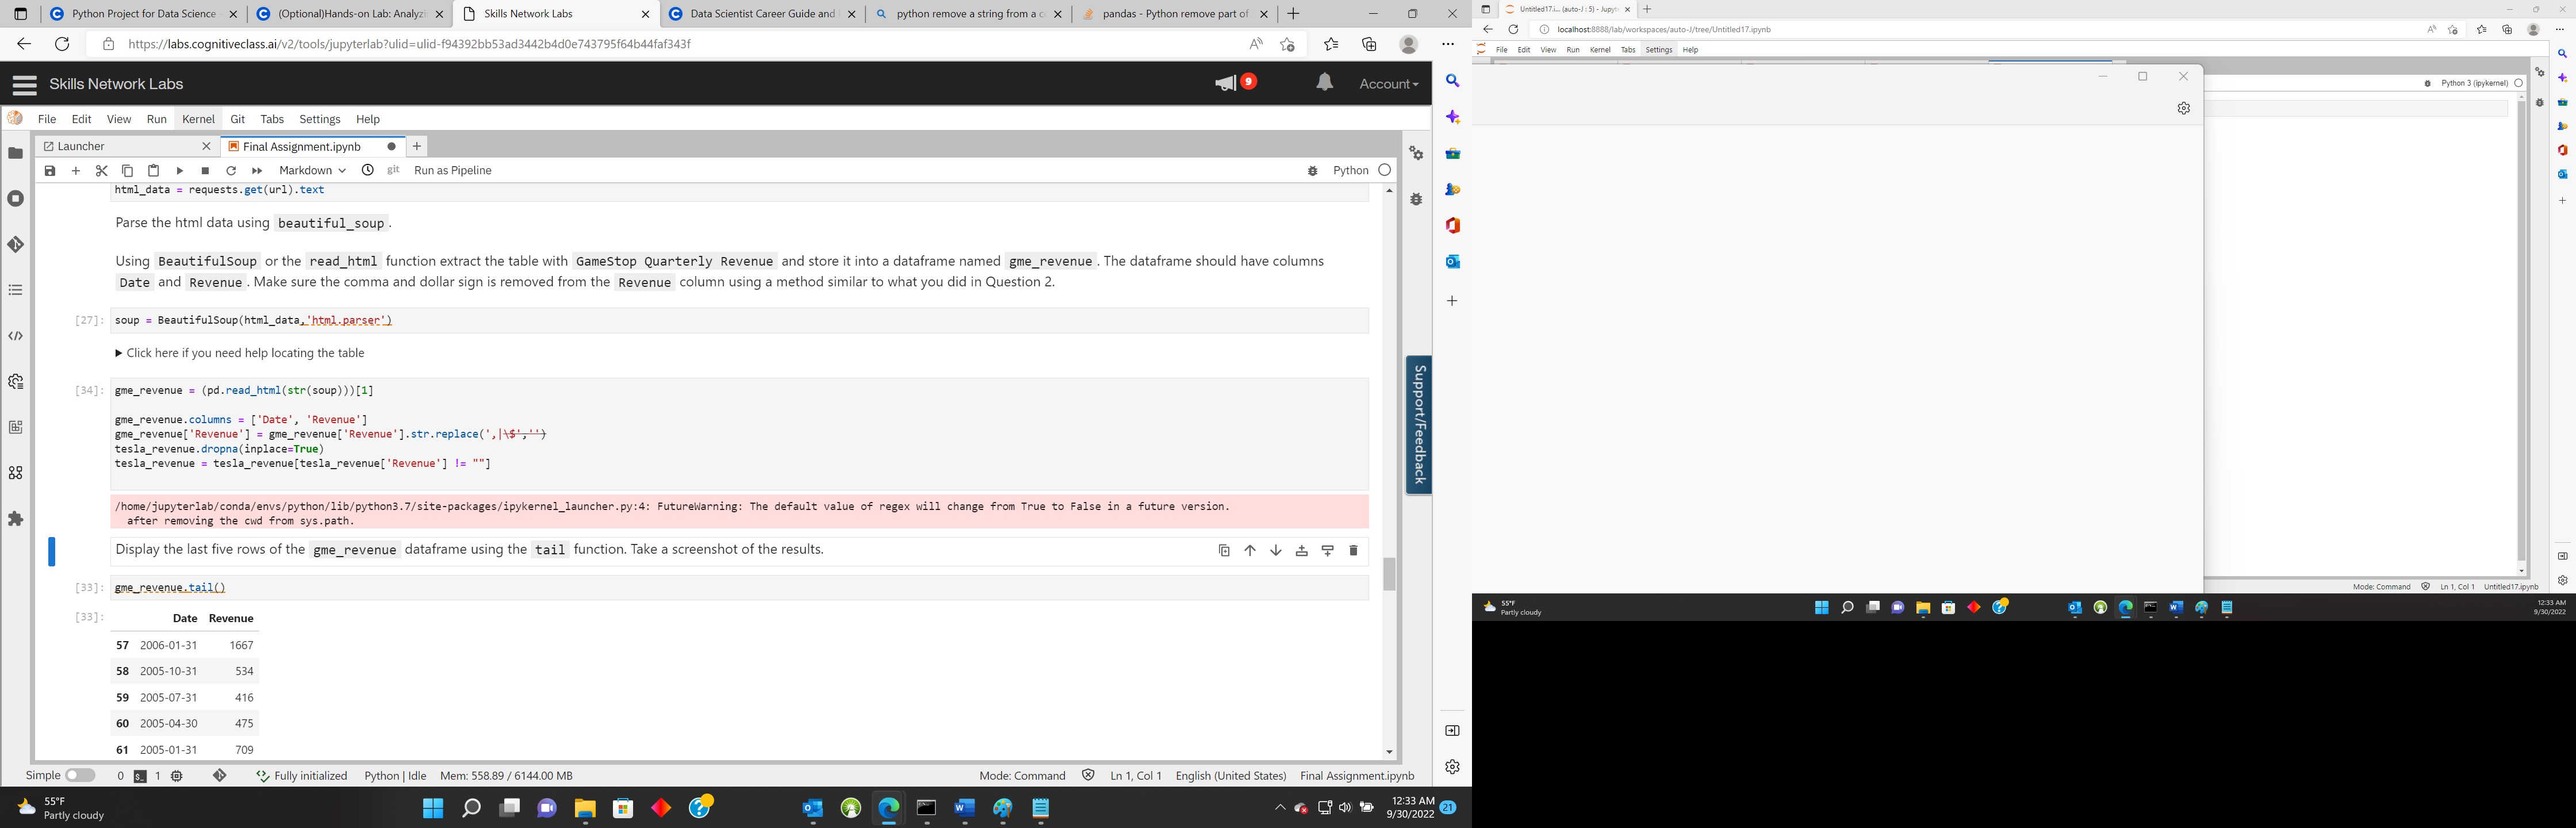 Python Project for Data Science
(Optional)Hands-on Lab: Analyzi
Skills Network Labs
Data Scientist Career Guide and
python remove a string from a c
pandas - Python remove part of
https://labs.cognitiveclass.ai/v2/tools/jupyterlab?ulid=ulid-f94392bb53ad3442b4d0e743795f64b44faf343f
Skills Network Labs
9
Account
File Edit View Run Kernel Git Tabs Settings Help
Launcher
Final Assignment.ipynb
Markdown
git
Run as Pipeline
Python
html_data = requests.get(url).text
Parse the html data using beautiful_soup.
Using BeautifulSoup or the read_html function extract the table with GameStop Quarterly Revenue and store it into a dataframe named gme_revenue. The dataframe should have columns
Date and Revenue. Make sure the comma and dollar sign is removed from the Revenue column using a method similar to what you did in Question 2.
[27]: soup = BeautifulSoup(html_data,'html.parser')
Click here if you need help locating the table
[34]: gme_revenue = (pd.read_html(str(soup)))[1]
gme_revenue.columns = ['Date', 'Revenue']
gme_revenue['Revenue'] = gme_revenue['Revenue'].str.replace(',|\$','')
tesla_revenue.dropna(inplace=True)
tesla_revenue = tesla_revenue[tesla_revenue['Revenue'] != ""]
/home/jupyterlab/conda/envs/python/lib/python3.7/site-packages/ipykernel_launcher.py:4: FutureWarning: The default value of regex will change from True to False in a future version.
after removing the cwd from sys.path.
Display the last five rows of the gme_revenue dataframe using the tail function. Take a screenshot of the results.
[33]: gme_revenue.tail()
[33]: Date Revenue
57 2006-01-31 1667
58 2005-10-31 534
59 2005-07-31 416
60 2005-04-30 475
61 2005-01-31 709
Support/Feedback
Simple 0 1 Fully initialized Python | Idle Mem: 558.89 / 6144.00 MB
Mode: Command Ln 1, Col 1 English (United States) Final Assignment.ipynb
55°F
Partly cloudy
12:33 AM
9/30/2022
21
Untitled17.i... (auto-J : 5) - Jupyt
localhost:8888/lab/workspaces/auto-J/tree/Untitled17.ipynb
File Edit View Run Kernel Tabs Settings Help
Python 3 (ipykernel)
Mode: Command Ln 1, Col 1 Untitled17.ipynb
55°F
Partly cloudy
12:33 AM
9/30/2022